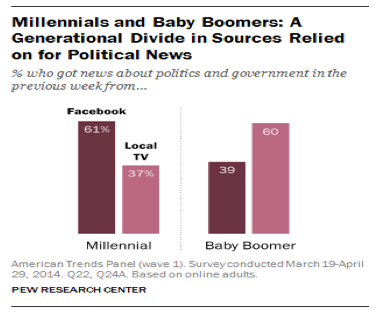 Millennials and Baby Boomers: A
Generational Divide in Sources Relied
on for Political News
% who got news about politics and government in the
previous week from...
Facebook
61%
Local
TV
37%
39
60
Millennial
Baby Boomer
American Trends Panel (wave 1). Survey conducted March 19-April
29, 2014. Q22, Q24A. Based on online adults.
PEW RESEARCH CENTER